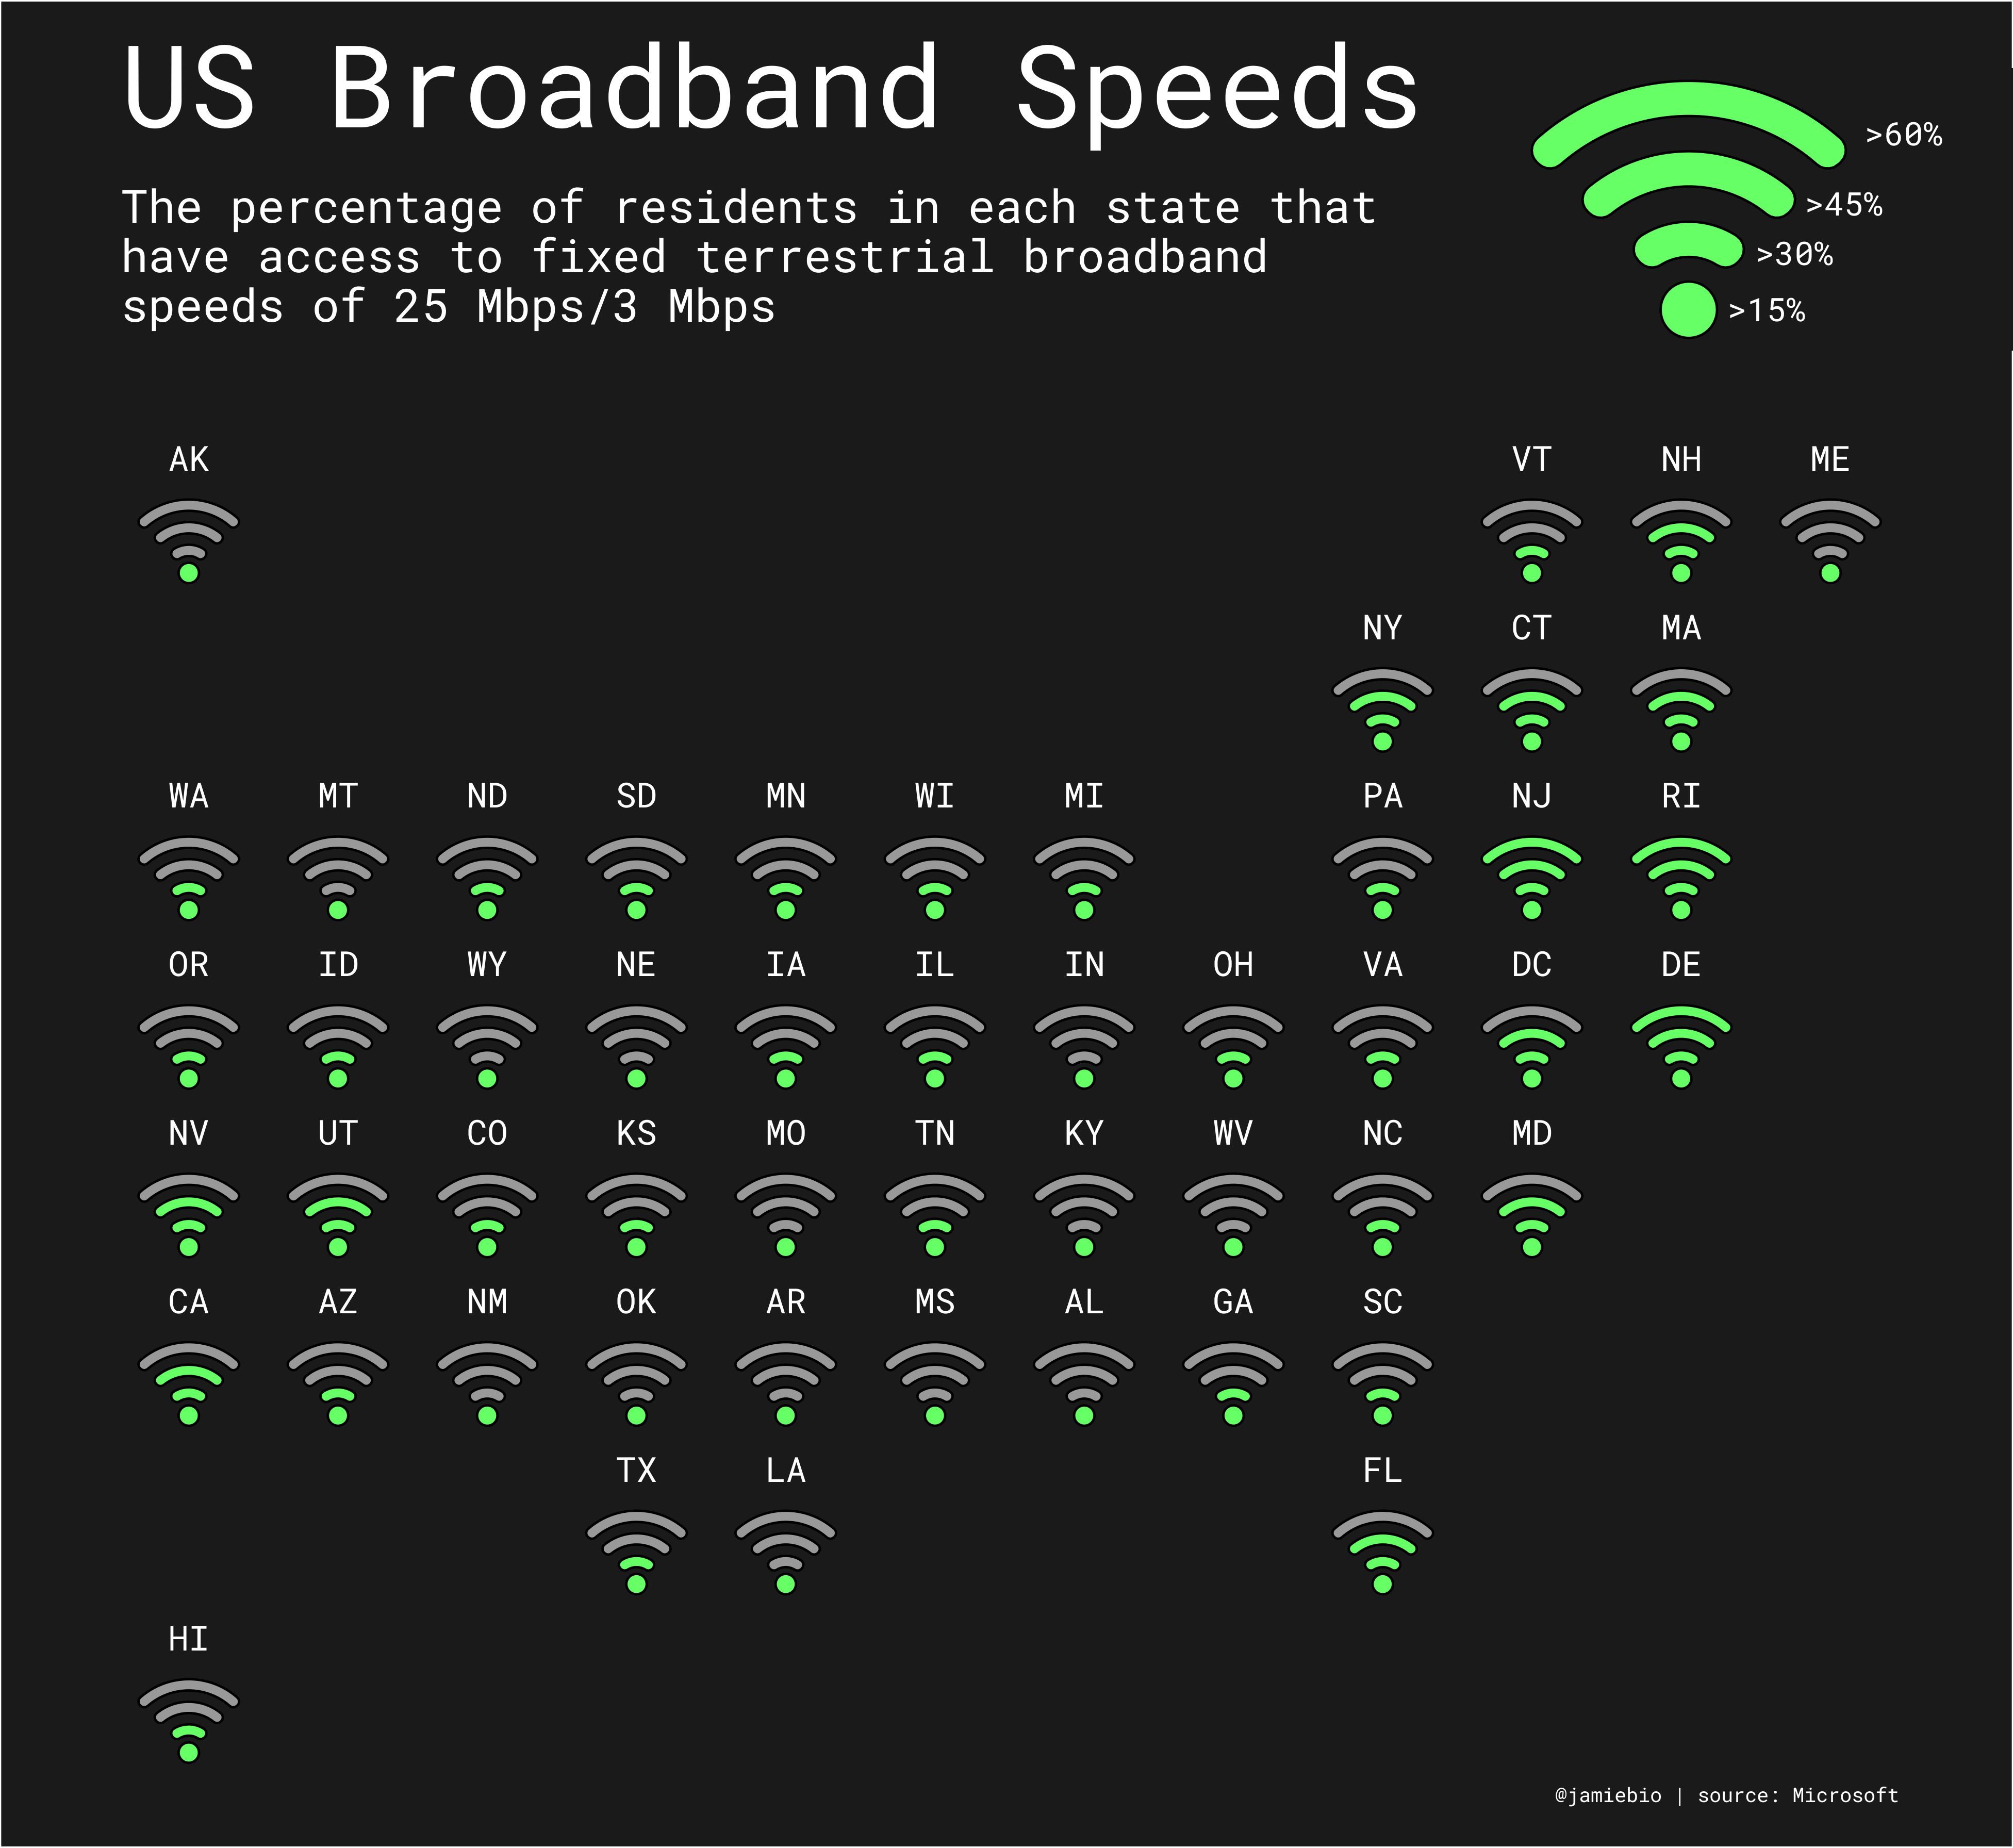 US Broadband Speeds
The percentage of residents in each state that
have access to fixed terrestrial broadband
speeds of 25 Mbps/3 Mbps
>60%
>45%
>30%
>15%
AK VT NH ME
NY CT MA
WA MT ND SD MN WI MI PA NJ RI
OR ID WY NE IA IL IN OH VA DC DE
NV UT CO KS MO TN KY WV NC MD
CA AZ NM OK AR MS AL GA SC
TX LA FL
HI
@jamiebio | source: Microsoft